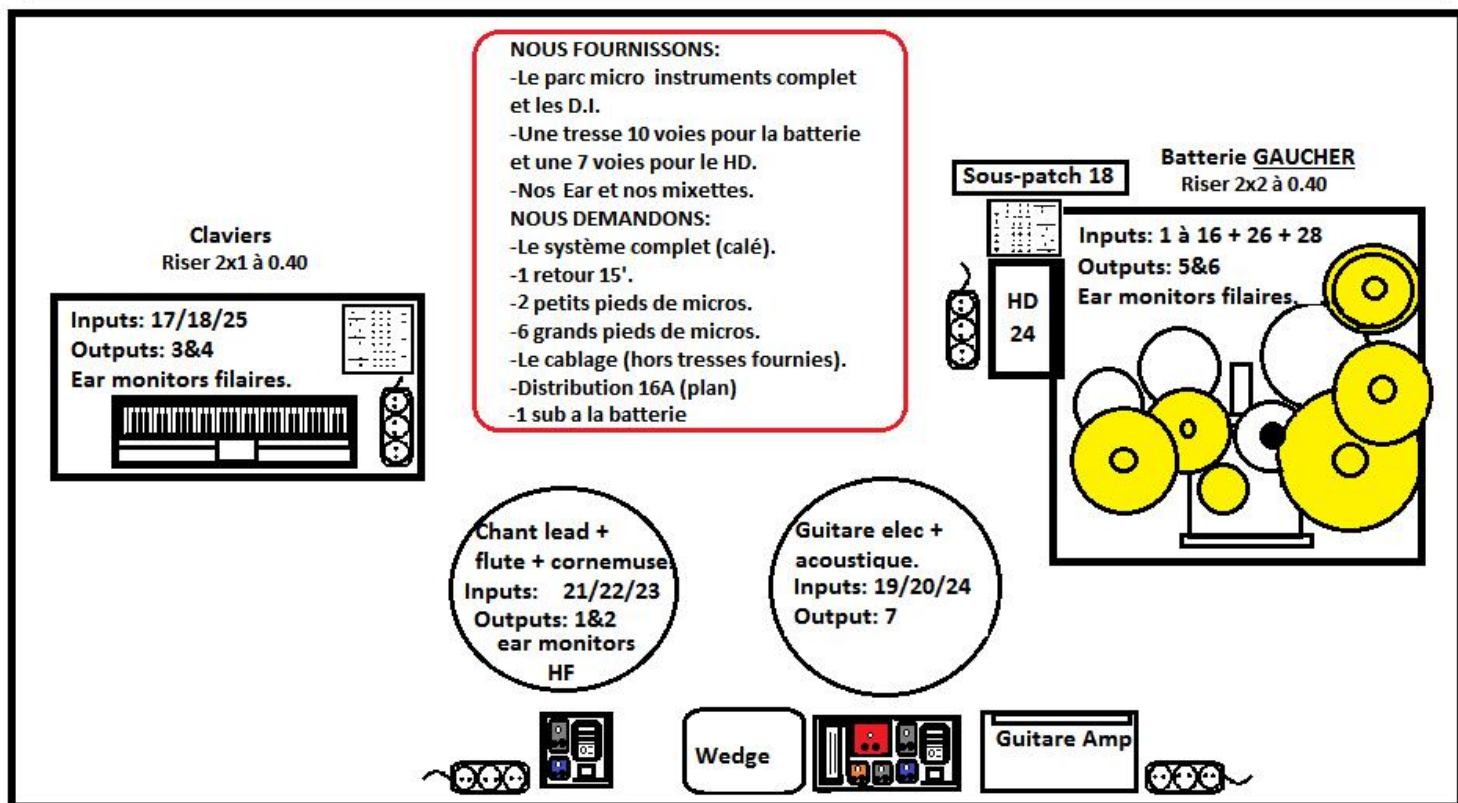 NOUS FOURNISSONS:
-Le parc micro instruments complet
et les D.I.
-Une tresse 10 voies pour la batterie
et une 7 voies pour le HD.
-Nos Ear et nos mixettes.
NOUS DEMANDONS:
-Le système complet (calé).
-1 retour 15'.
-2 petits pieds de micros.
-6 grands pieds de micros.
-Le cablage (hors tresses fournies).
-Distribution 16A (plan)
-1 sub a la batterie
Claviers
Riser 2x1 à 0.40
Inputs: 17/18/25
Outputs: 3&4
Ear monitors filaires.
Sous-patch 18
HD
24
Batterie GAUCHER
Riser 2x2 à 0.40
Inputs: 1 à 16 + 26 + 28
Outputs: 5&6
Ear monitors filaires.
Chant lead +
flute + cornemuse.
Inputs: 21/22/23
Outputs: 1&2
ear monitors
HF
Guitare elec +
acoustique.
Inputs: 19/20/24
Output: 7
Wedge
Guitare Amp